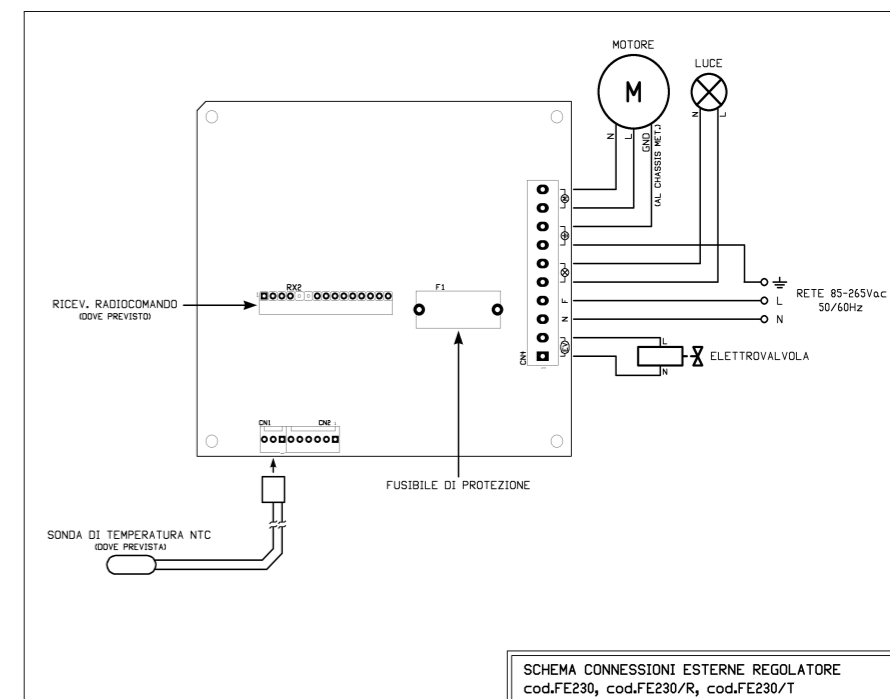 MOTORE
LUCE
M
N
L
GND
(AL CHASSIS MET.)
N
L
RICEV. RADIOCOMANDO
(DOVE PREVISTO)
RX2
F1
F
N
EV
CN4
1
RETE 85-265Vac
50/60Hz
L
N
L
N
ELETTROVALVOLA
CN1
CN2
FUSIBILE DI PROTEZIONE
SONDA DI TEMPERATURA NTC
(DOVE PREVISTA)
SCHEMA CONNESSIONI ESTERNE REGOLATORE
cod.FE230, cod.FE230/R, cod.FE230/T